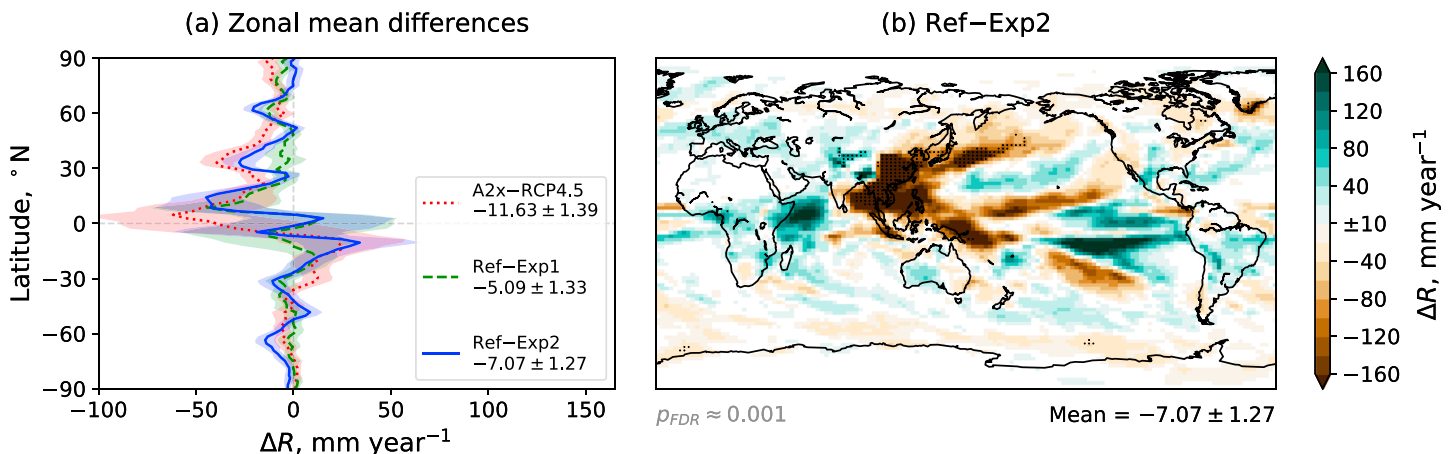 (a) Zonal mean differences
90
60
30
0
−30
−60
−90
Latitude, °N
−100
−50
0
50
100
150
ΔR, mm year⁻¹
A2x−RCP4.5
−11.63 ± 1.39
Ref−Exp1
−5.09 ± 1.33
Ref−Exp2
−7.07 ± 1.27
(b) Ref−Exp2
p_FDR ≈ 0.001
Mean = −7.07 ± 1.27
160
120
80
40
±10
−40
−80
−120
−160
ΔR, mm year⁻¹